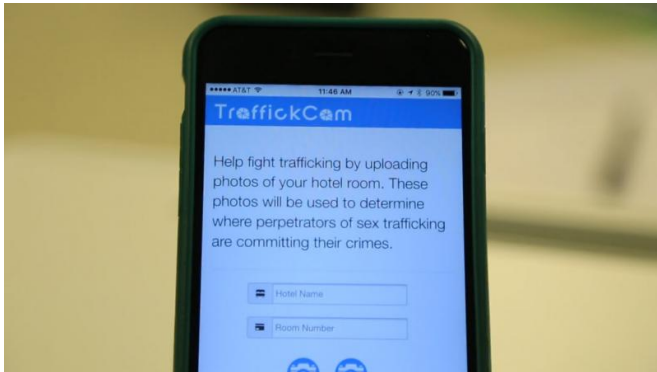 AT&T 11:46 AM 90%
TraffickCam
Help fight trafficking by uploading
photos of your hotel room. These
photos will be used to determine
where perpetrators of sex trafficking
are committing their crimes.
Hotel Name
Room Number